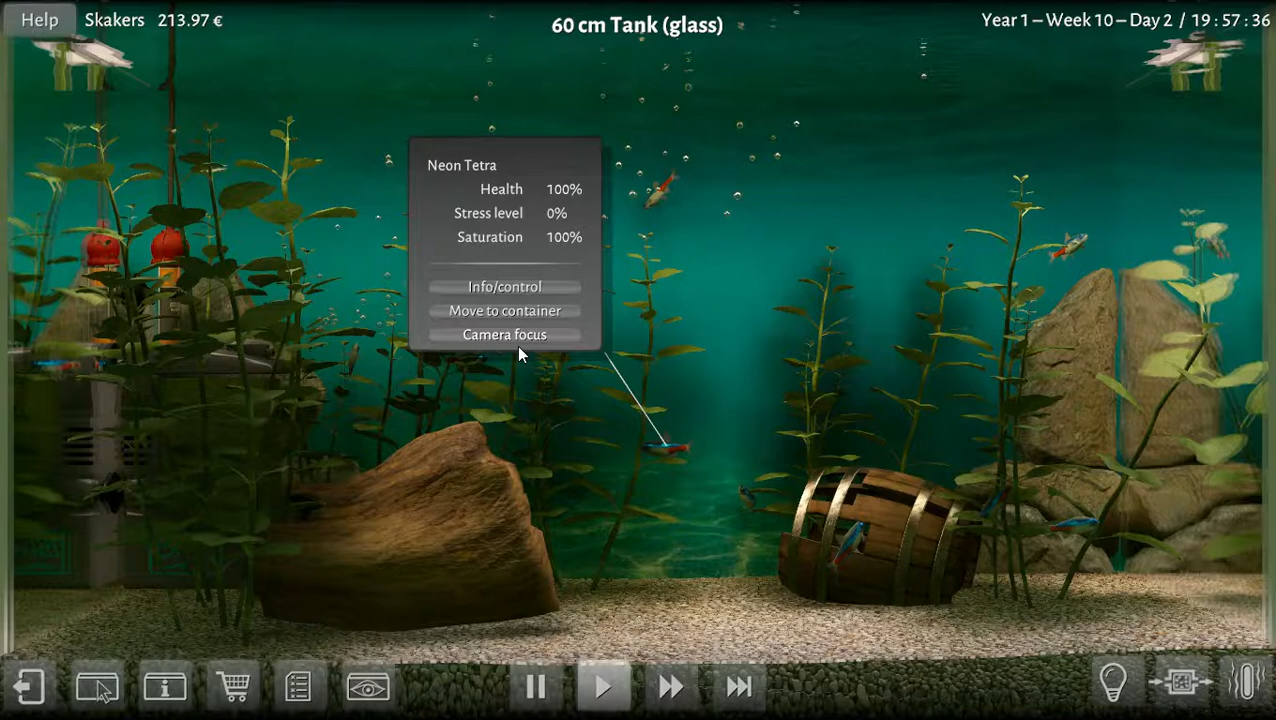 Help
Skakers 213.97 €
60 cm Tank (glass)
Year 1 – Week 10 – Day 2 / 19:57:36
Neon Tetra
Health 100%
Stress level 0%
Saturation 100%
Info/control
Move to container
Camera focus